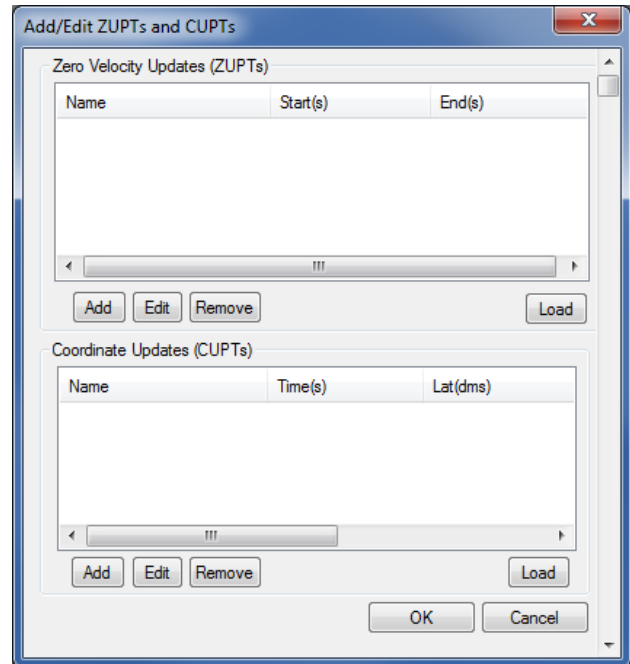 Add/Edit ZUPTs and CUPTs
Zero Velocity Updates (ZUPTs)
Name Start(s) End(s)
Add Edit Remove Load
Coordinate Updates (CUPTs)
Name Time(s) Lat(dms)
Add Edit Remove Load
OK Cancel